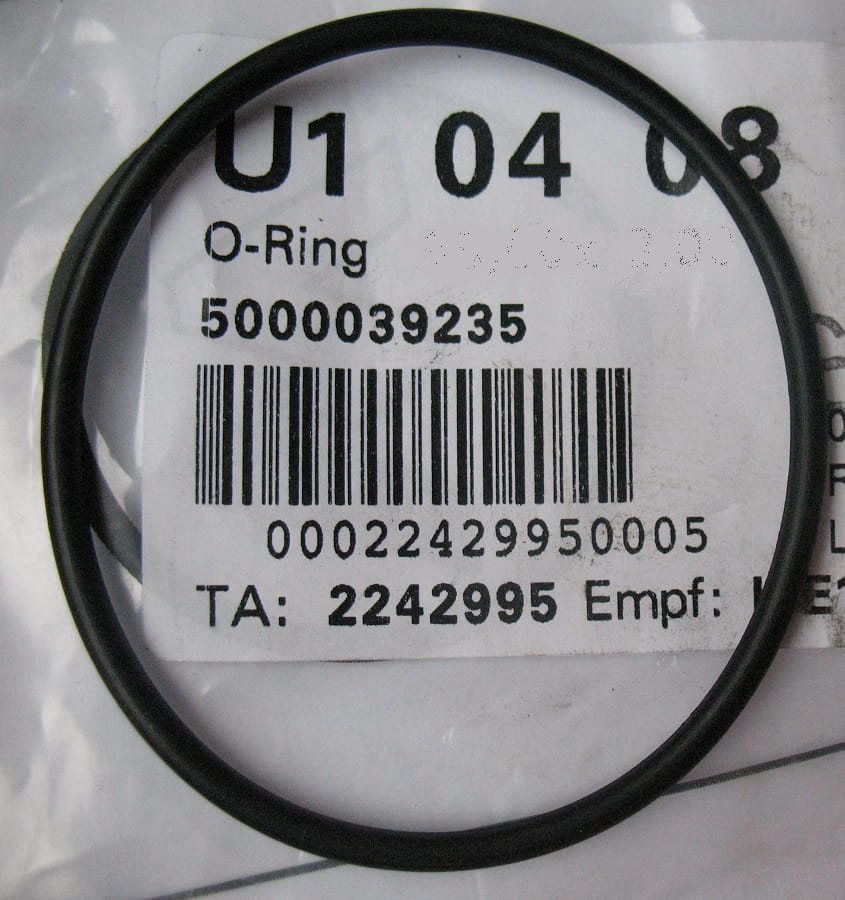 U1 04 08
O-Ring
5000039235
00022429950005
TA: 2242995 Empf: